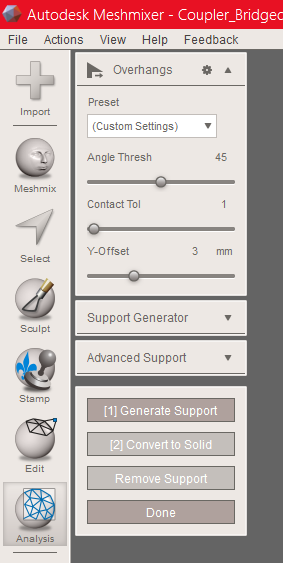 Autodesk Meshmixer - Coupler_Bridged
File Actions View Help Feedback
Import
Meshmix
Select
Sculpt
Stamp
Edit
Analysis
Overhangs
Preset
(Custom Settings)
Angle Thresh 45
Contact Tol 1
Y-Offset 3 mm
Support Generator
Advanced Support
[1] Generate Support
[2] Convert to Solid
Remove Support
Done